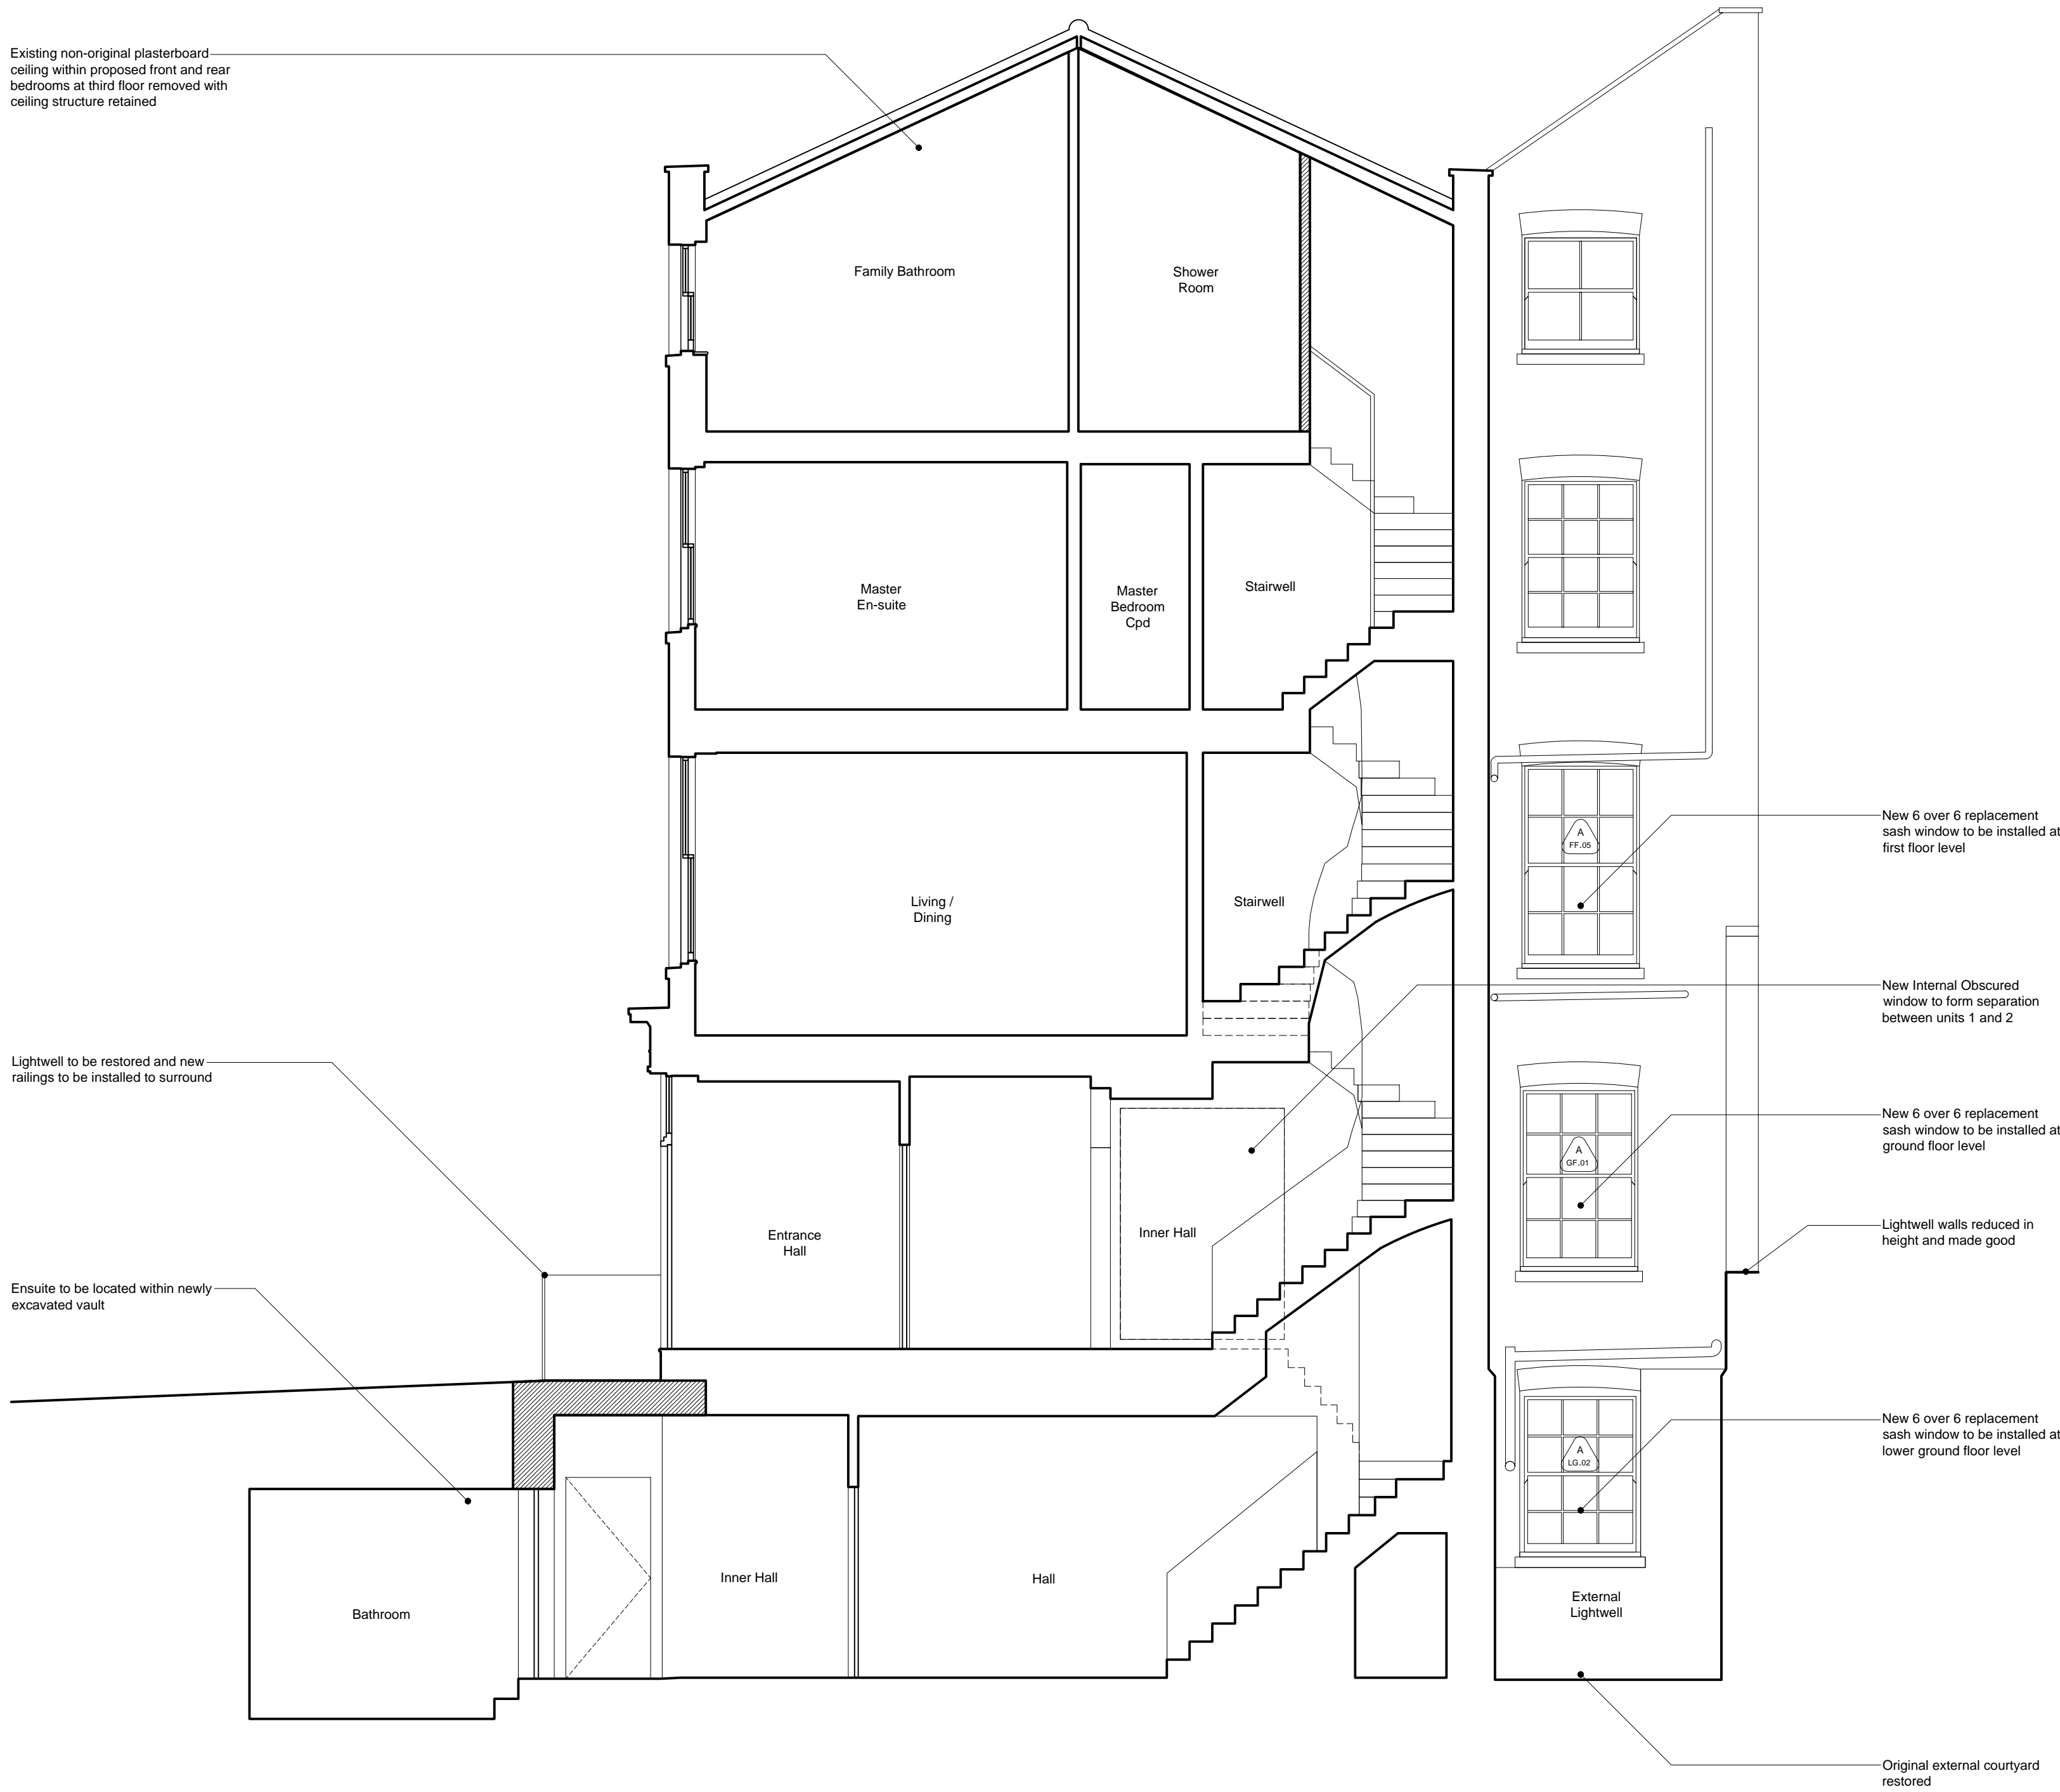 Existing non-original plasterboard
ceiling within proposed front and rear
bedrooms at third floor removed with
ceiling structure retained
Family Bathroom
Shower
Room
Master
En-suite
Master
Bedroom
Cpd
Stairwell
New 6 over 6 replacement
sash window to be installed at
first floor level
A
FF.05
Living /
Dining
Stairwell
New Internal Obscured
window to form separation
between units 1 and 2
Lightwell to be restored and new
railings to be installed to surround
New 6 over 6 replacement
sash window to be installed at
ground floor level
A
GF.01
Entrance
Hall
Inner Hall
Lightwell walls reduced in
height and made good
Ensuite to be located within newly
excavated vault
New 6 over 6 replacement
sash window to be installed at
lower ground floor level
A
LG.02
Bathroom
Inner Hall
Hall
External
Lightwell
Original external courtyard
restored